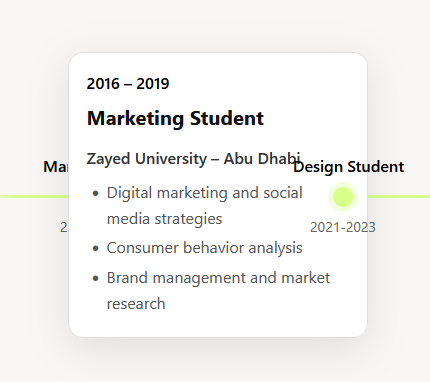 2016 – 2019
Marketing Student
Zayed University – Abu Dhabi
Mar
Design Student
Digital marketing and social
media strategies
2
2021-2023
Consumer behavior analysis
Brand management and market
research